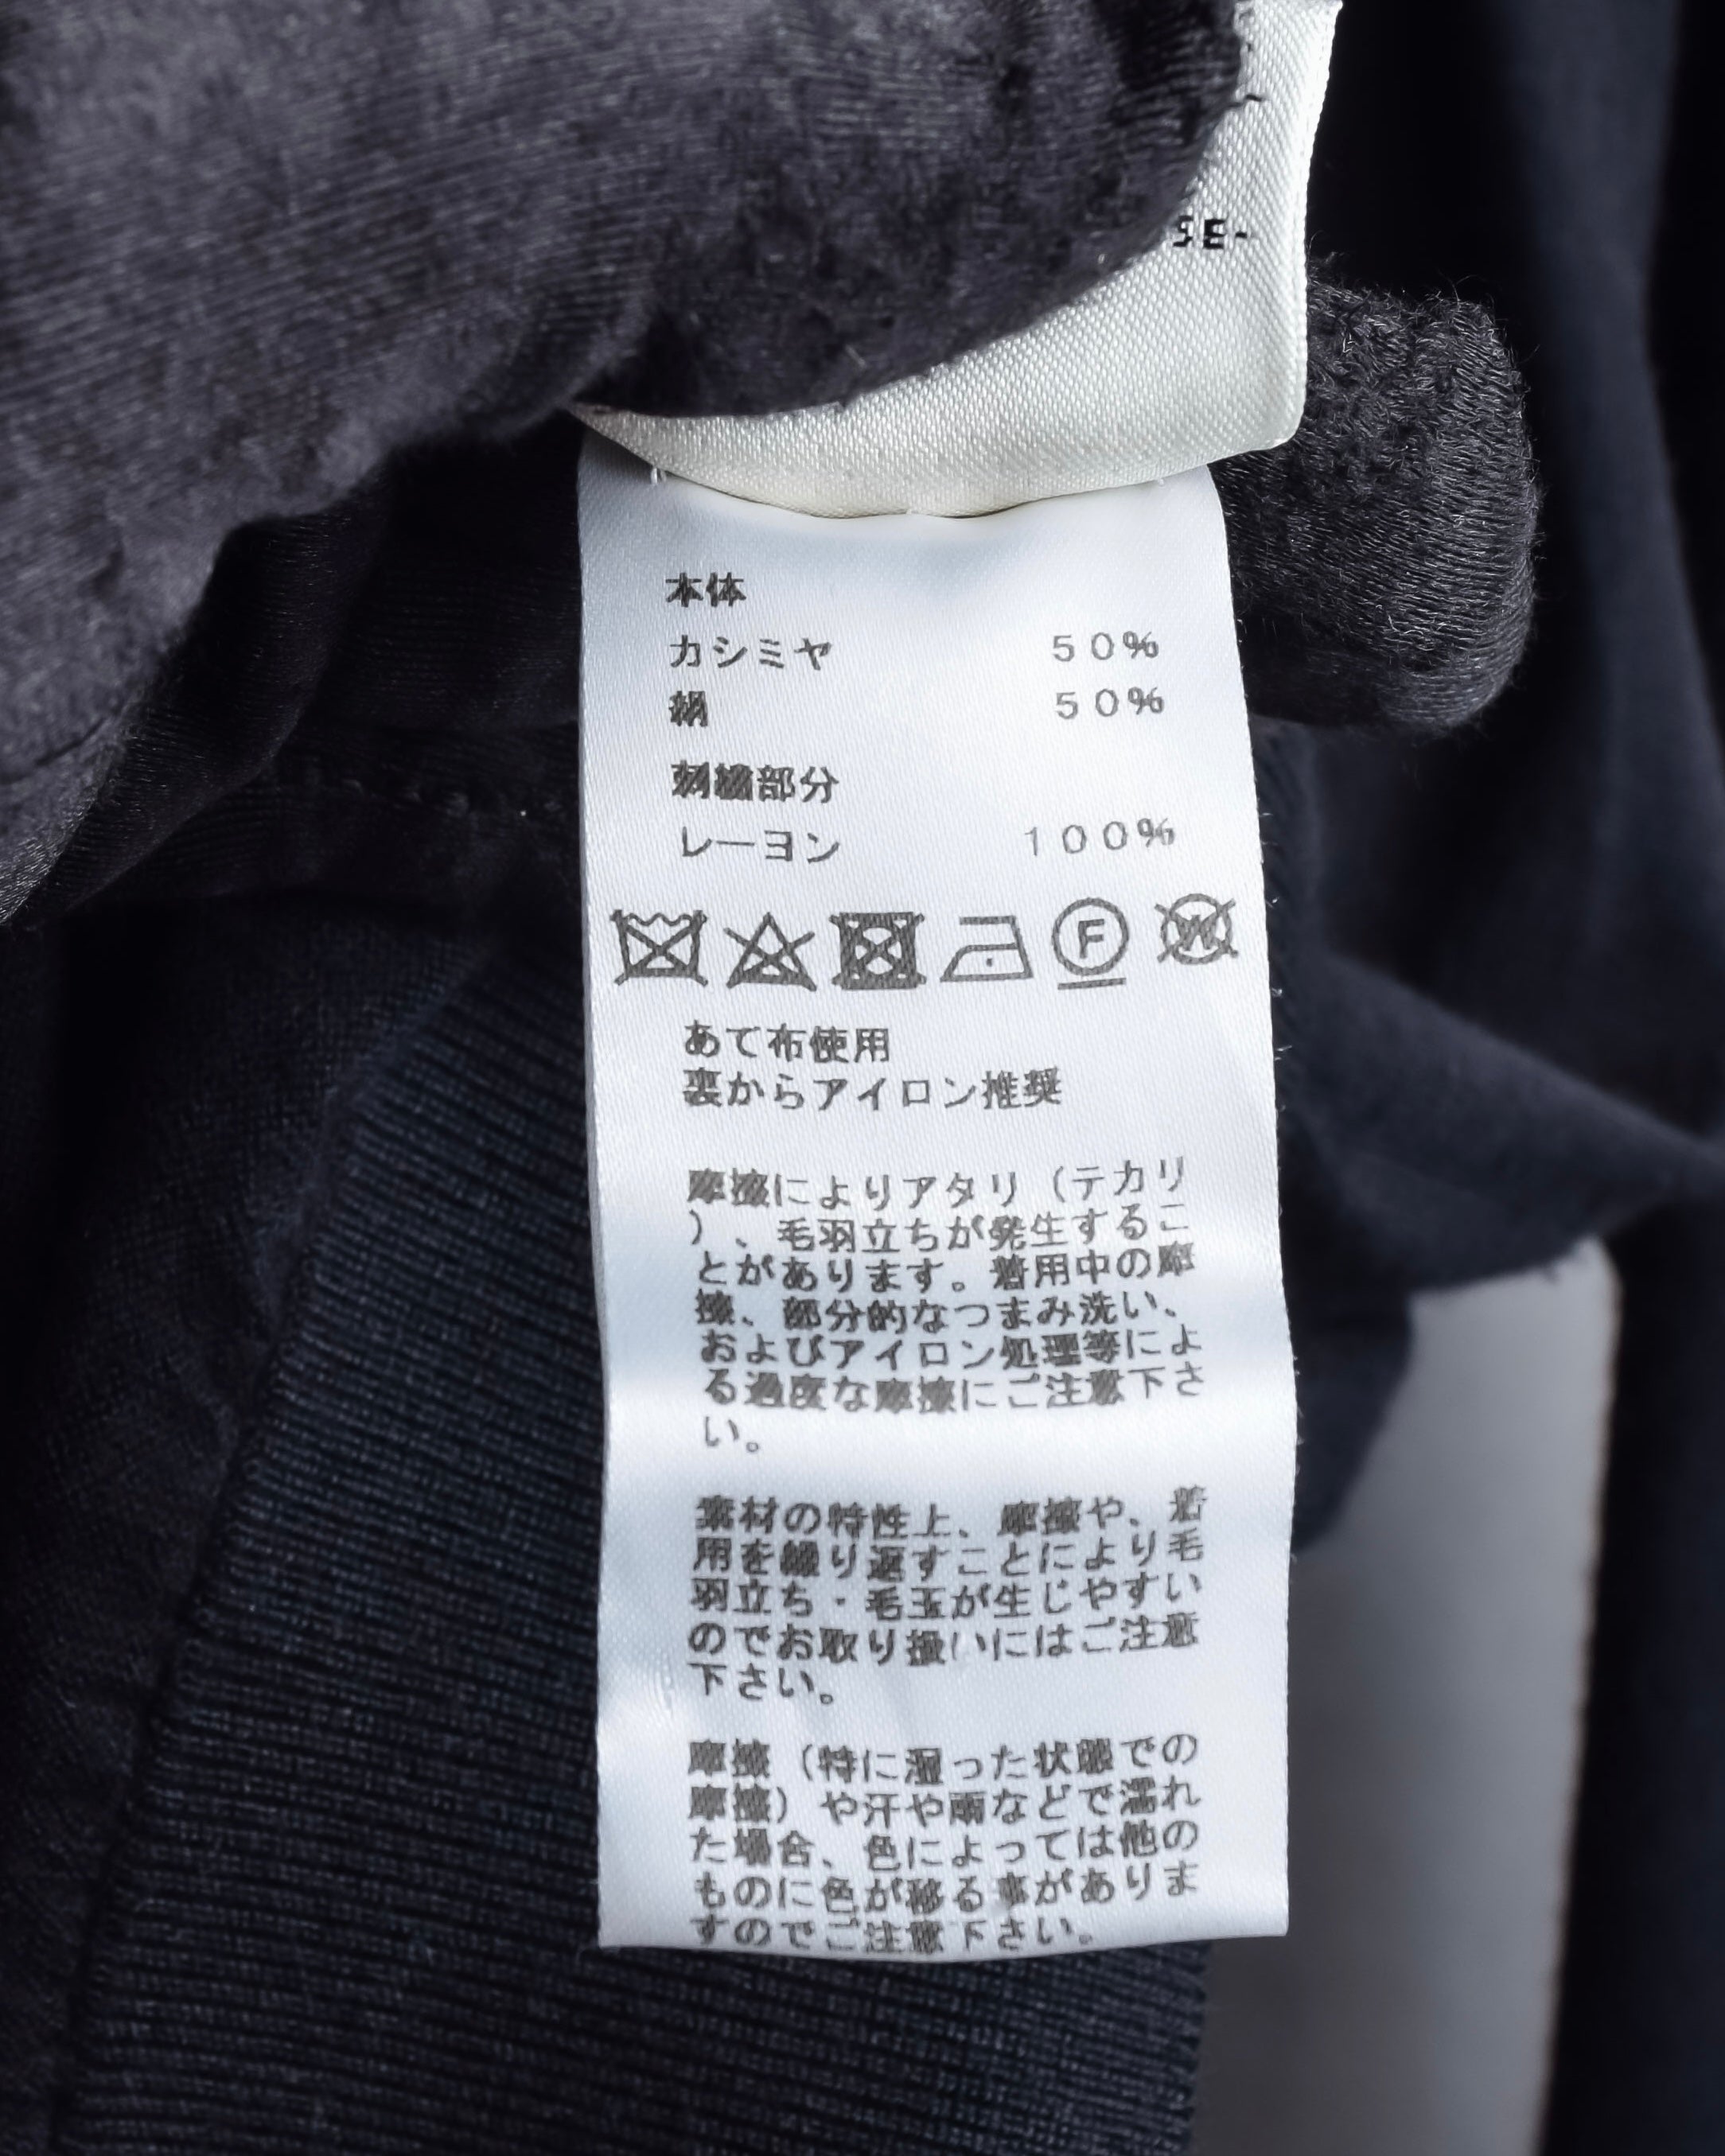 SE-
本体
カシミヤ 50%
絹 50%
刺繍部分
レーヨン 100%
F W
あて布使用
裏からアイロン推奨
摩擦によりアタリ（テカリ
）、毛羽立ちが発生するこ
とがあります。着用中の摩
擦、部分的なつまみ洗い、
およびアイロン処理等によ
る過度な摩擦にご注意下さ
い。
素材の特性上、摩擦や、着
用を繰り返すことにより毛
羽立ち・毛玉が生じやすい
のでお取り扱いにはご注意
下さい。
摩擦（特に湿った状態での
摩擦）や汗や雨などで濡れ
た場合、色によっては他の
ものに色が移る事がありま
すのでご注意下さい。